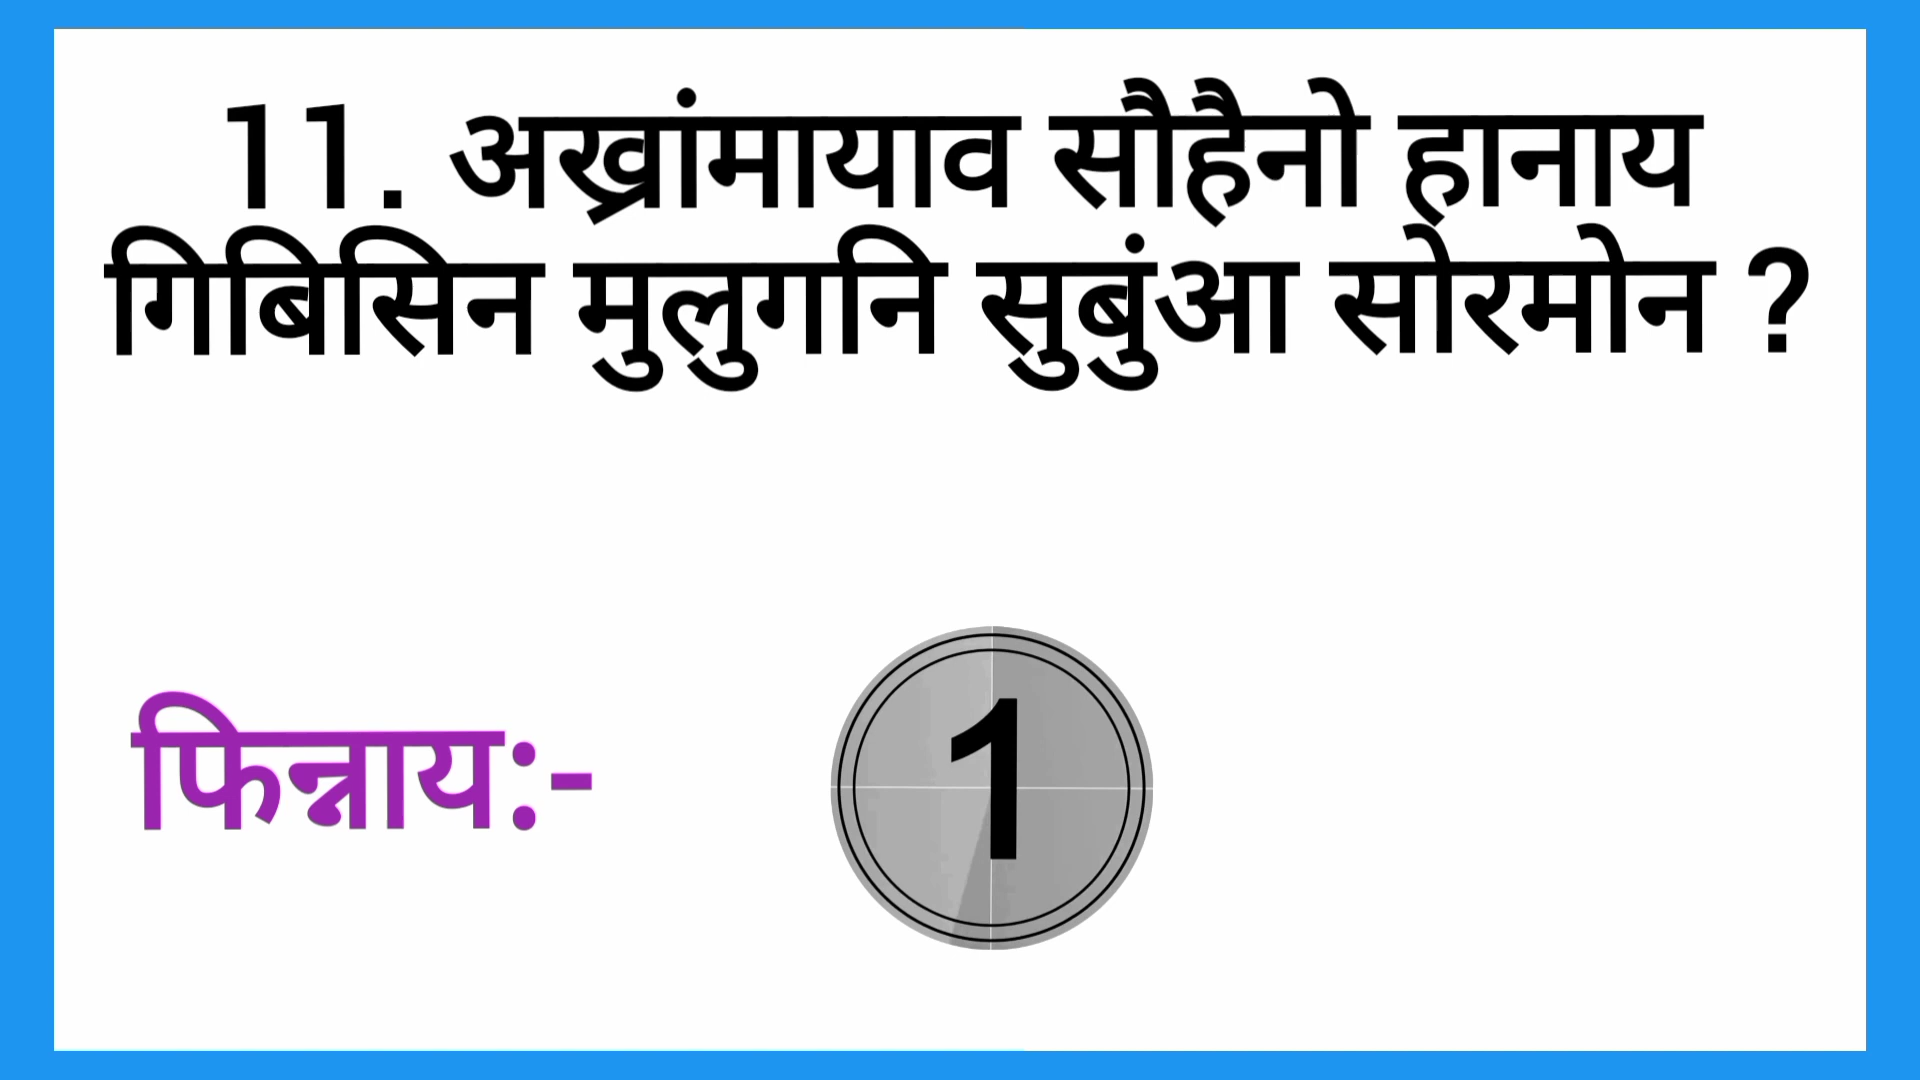 11. अख्रांमायाव सौहैनो हानाय
गिबिसिन मुलुगनि सुबुंआ सोरमोन ?
फिन्नाय:-
1